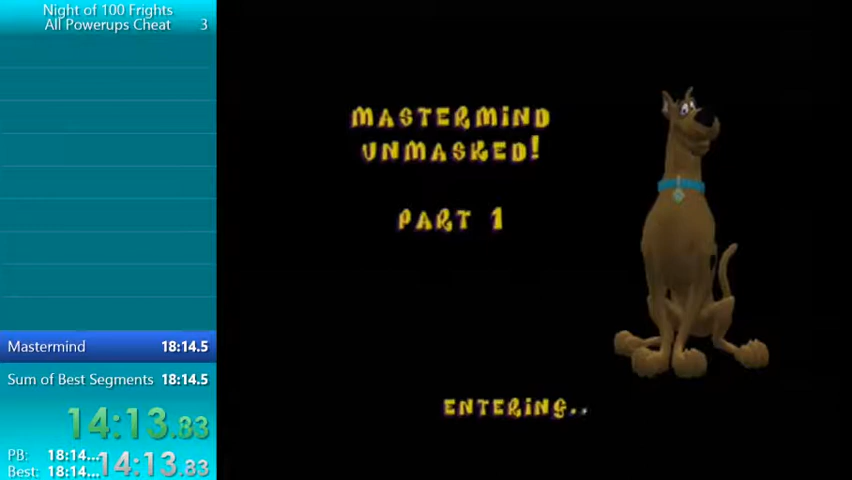 Night of 100 Frights
All Powerups Cheat 3
MASTERMIND
UNMASKED!
PART 1
Mastermind 18:14.5
Sum of Best Segments 18:14.5
ENTERING..
14:13.83
PB: 18:14...
Best: 18:14...
14:13.83